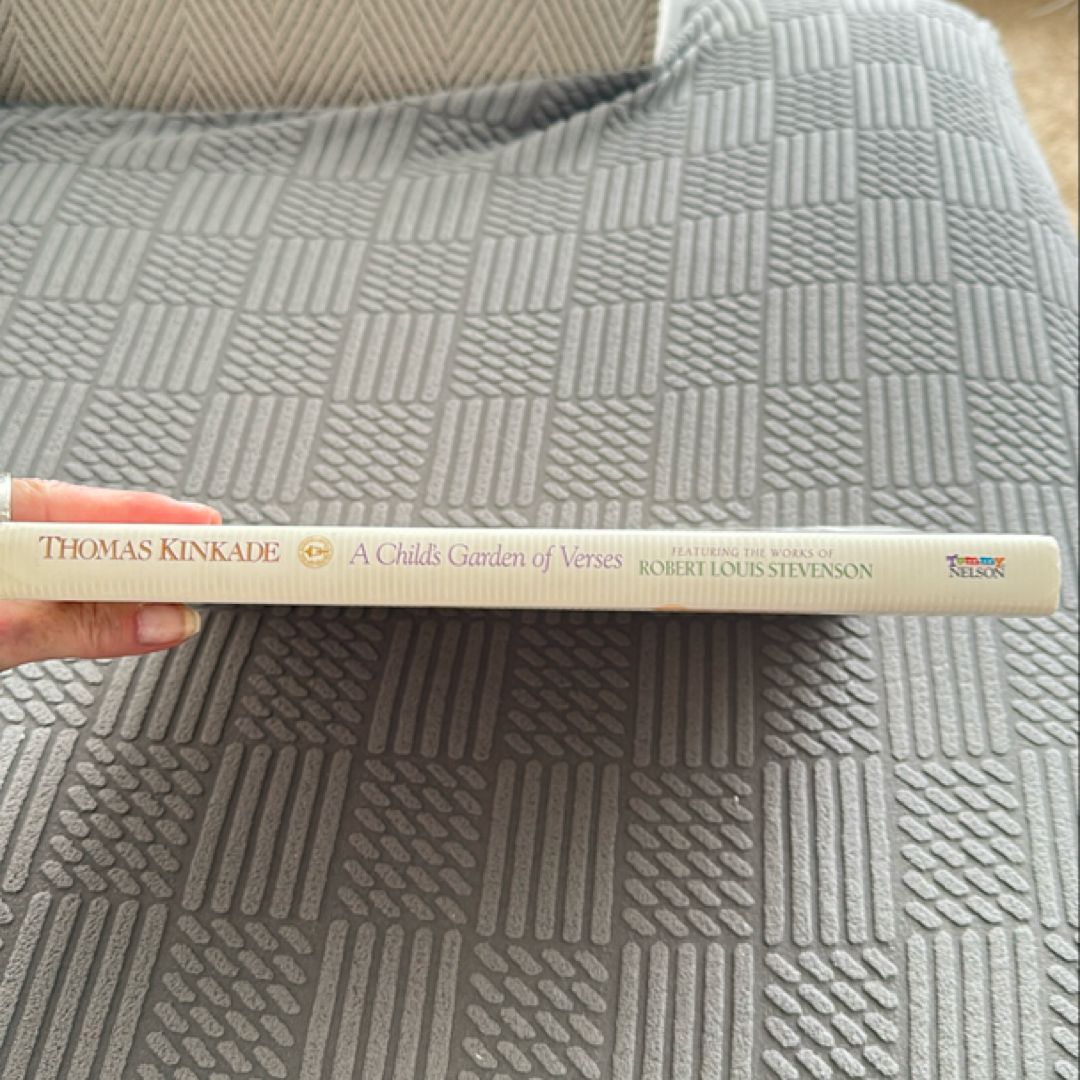 THOMAS KINKADE
A Child's Garden of Verses
FEATURING THE WORKS OF
ROBERT LOUIS STEVENSON
Tommy
NELSON